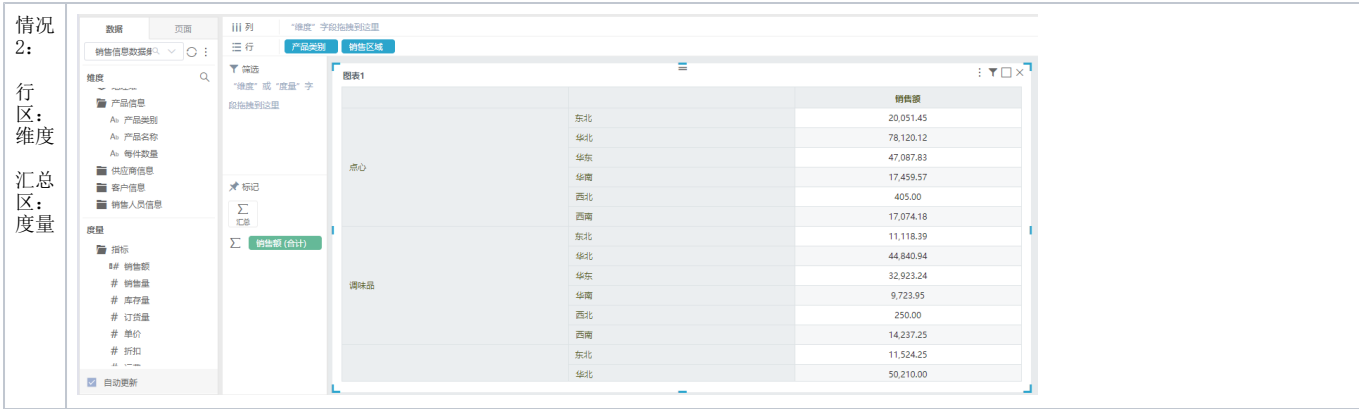 情况
2：
行
区：
维度
汇总
区：
度量
数据 页面
销售信息数据
维度
产品信息
Ab 产品类别
Ab 产品名称
Ab 每件数量
供应商信息
客户信息
销售人员信息
度量
指标
# 销售额
# 销售量
# 库存量
# 订货量
# 单价
# 折扣
自动更新
列 "维度" 字段拖拽到这里
行 产品类别 销售区域
筛选
"维度" 或 "度量" 字
段拖拽到这里
标记
Σ
汇总
Σ 销售额 (合计)
图表1
销售额
点心
东北 20,051.45
华北 78,120.12
华东 47,087.83
华南 17,459.57
西北 405.00
西南 17,074.18
调味品
东北 11,118.39
华北 44,840.94
华东 32,923.24
华南 9,723.95
西北 250.00
西南 14,237.25
东北 11,524.25
华北 50,210.00